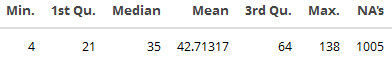 Min. 1st Qu. Median Mean 3rd Qu. Max. NA's
4 21 35 42.71317 64 138 1005